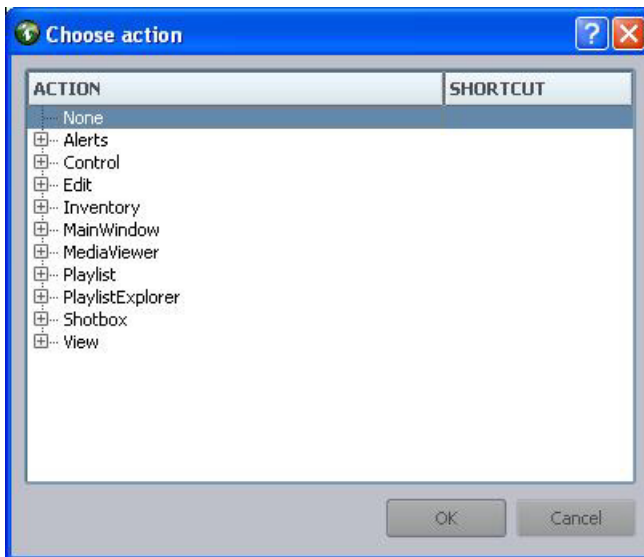 Choose action
ACTION SHORTCUT
None
Alerts
Control
Edit
Inventory
MainWindow
MediaViewer
Playlist
PlaylistExplorer
Shotbox
View
OK Cancel